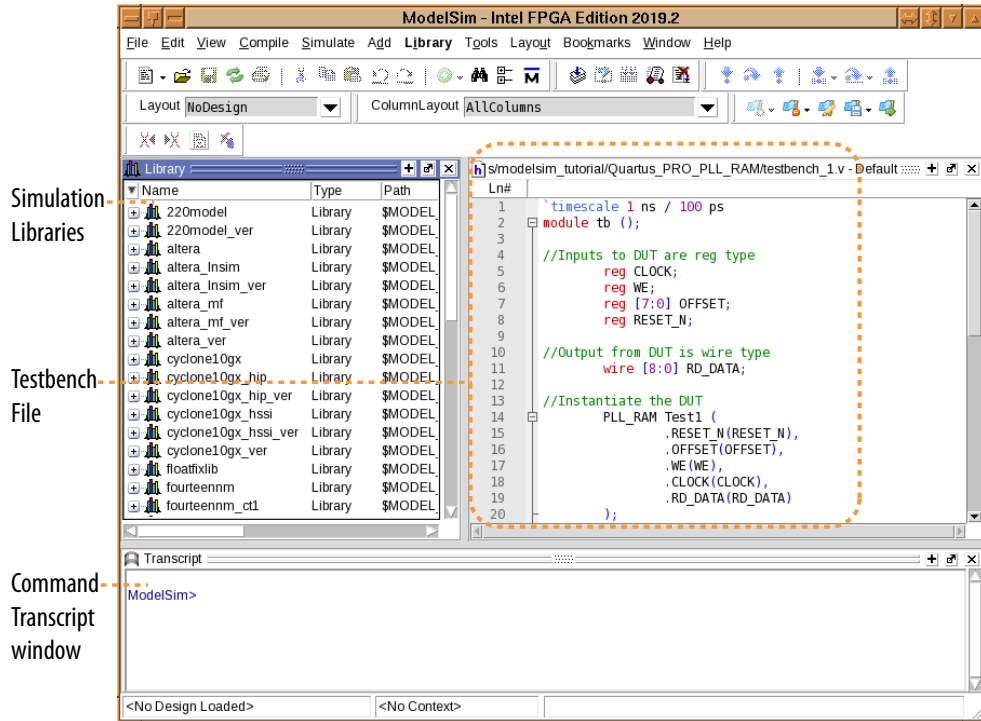 ModelSim - Intel FPGA Edition 2019.2
File Edit View Compile Simulate Add Library Tools Layout Bookmarks Window Help
Layout NoDesign
ColumnLayout AllColumns
Library
Name Type Path
220model Library $MODEL_
220model_ver Library $MODEL_
altera Library $MODEL_
altera_lnsim Library $MODEL_
altera_lnsim_ver Library $MODEL_
altera_mf Library $MODEL_
altera_mf_ver Library $MODEL_
altera_ver Library $MODEL_
cyclone10gx Library $MODEL_
cyclone10gx_hip Library $MODEL_
cyclone10gx_hip_ver Library $MODEL_
cyclone10gx_hssi Library $MODEL_
cyclone10gx_hssi_ver Library $MODEL_
cyclone10gx_ver Library $MODEL_
floatfixlib Library $MODEL_
fourteennm Library $MODEL_
fourteennm_ct1 Library $MODEL_
h s/modelsim_tutorial/Quartus_PRO_PLL_RAM/testbench_1.v - Default
Ln#
1 `timescale 1 ns / 100 ps
2 module tb ();
3
4 //Inputs to DUT are reg type
5 reg CLOCK;
6 reg WE;
7 reg [7:0] OFFSET;
8 reg RESET_N;
9
10 //Output from DUT is wire type
11 wire [8:0] RD_DATA;
12
13 //Instantiate the DUT
14 PLL_RAM Test1 (
15 .RESET_N(RESET_N),
16 .OFFSET(OFFSET),
17 .WE(WE),
18 .CLOCK(CLOCK),
19 .RD_DATA(RD_DATA)
20 );
Transcript
ModelSim>
<No Design Loaded> <No Context>
Simulation
Libraries
Testbench
File
Command
Transcript
window